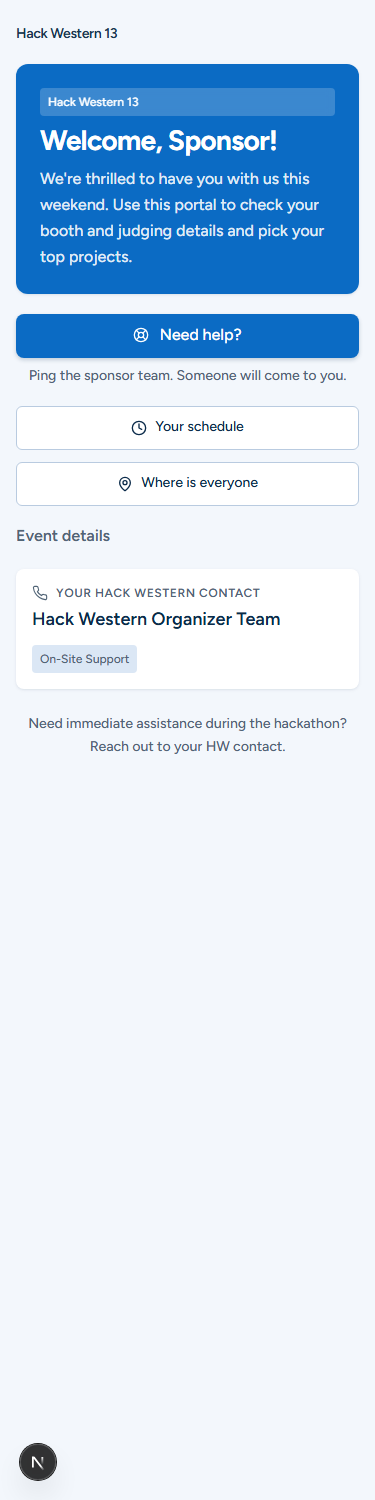 Hack Western 13
Hack Western 13
Welcome, Sponsor!
We're thrilled to have you with us this
weekend. Use this portal to check your
booth and judging details and pick your
top projects.
Need help?
Ping the sponsor team. Someone will come to you.
Your schedule
Where is everyone
Event details
YOUR HACK WESTERN CONTACT
Hack Western Organizer Team
On-Site Support
Need immediate assistance during the hackathon?
Reach out to your HW contact.
N